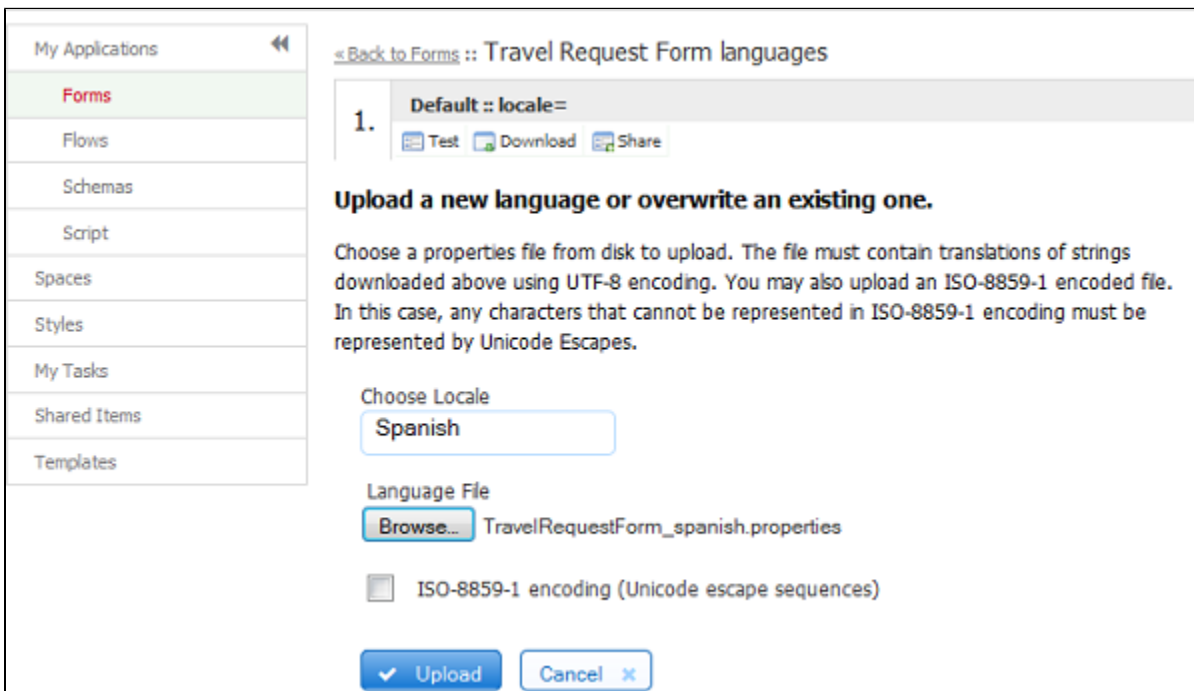 My Applications
Forms
Flows
Schemas
Script
Spaces
Styles
My Tasks
Shared Items
Templates
« Back to Forms :: Travel Request Form languages
1.
Default :: locale=
Test Download Share
Upload a new language or overwrite an existing one.
Choose a properties file from disk to upload. The file must contain translations of strings
downloaded above using UTF-8 encoding. You may also upload an ISO-8859-1 encoded file.
In this case, any characters that cannot be represented in ISO-8859-1 encoding must be
represented by Unicode Escapes.
Choose Locale
Spanish
Language File
Browse... TravelRequestForm_spanish.properties
ISO-8859-1 encoding (Unicode escape sequences)
Upload Cancel